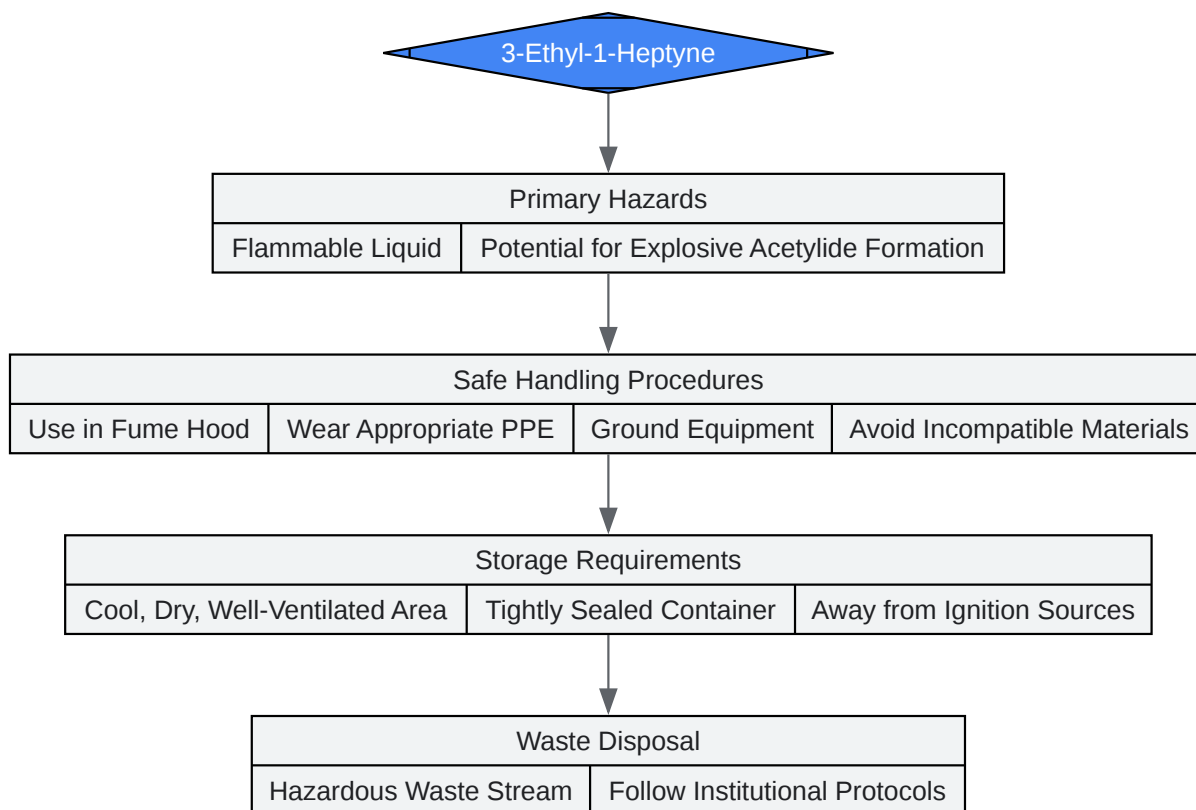 3-Ethyl-1-Heptyne
Primary Hazards
Flammable Liquid
Potential for Explosive Acetylide Formation
Safe Handling Procedures
Use in Fume Hood
Wear Appropriate PPE
Ground Equipment
Avoid Incompatible Materials
Storage Requirements
Cool, Dry, Well-Ventilated Area
Tightly Sealed Container
Away from Ignition Sources
Waste Disposal
Hazardous Waste Stream
Follow Institutional Protocols